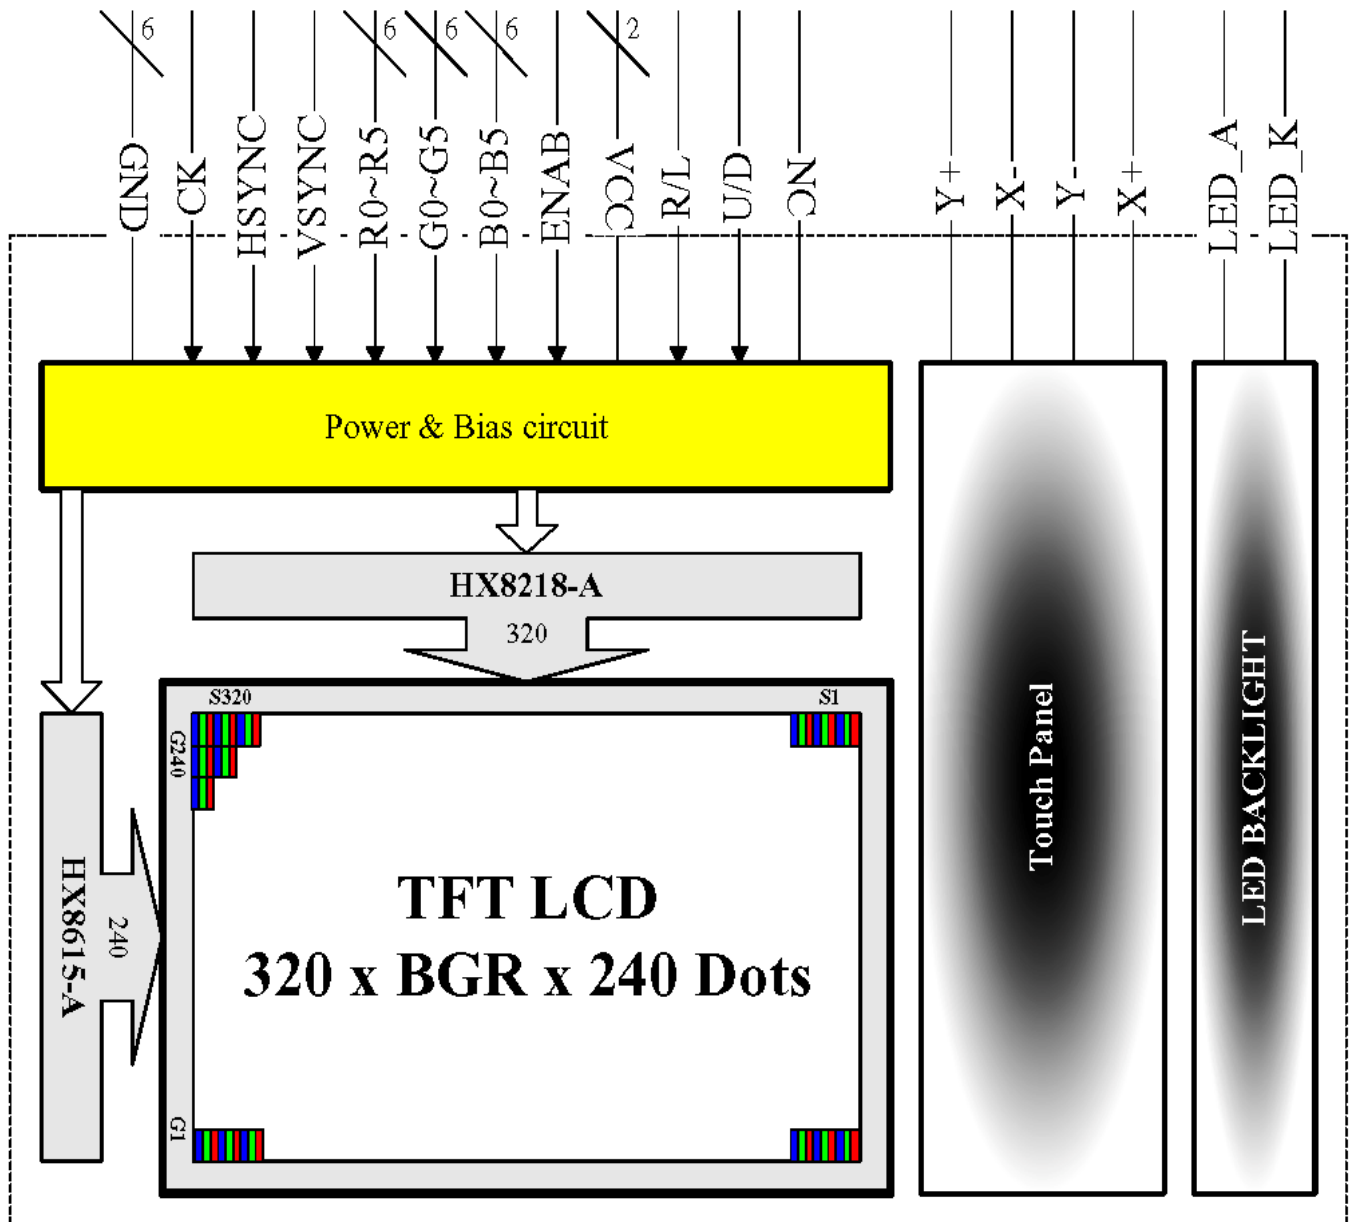 6
6
6
6
2
GND
CK
HSYNC
VSYNC
R0~R5
G0~G5
B0~B5
ENAB
VCC
R/L
U/D
NC
Y+
X-
Y-
X+
LED_A
LED_K
Power & Bias circuit
HX8218-A
320
S320
S1
G240
HX8615-A
240
TFT LCD
320 x BGR x 240 Dots
G1
Touch Panel
LED BACKLIGHT